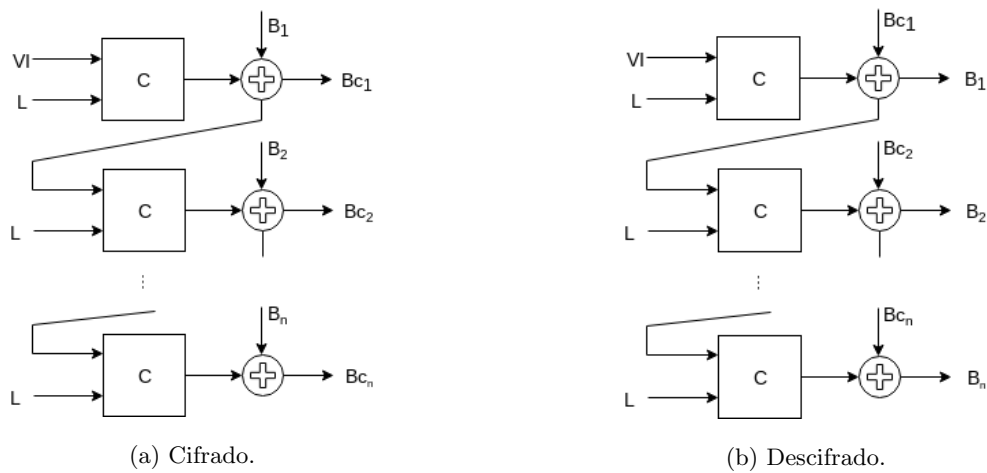 B1
VI
C
Bc1
L
B2
C
Bc2
L
Bn
C
Bcn
L
(a) Cifrado.
Bc1
VI
C
B1
L
Bc2
C
B2
L
Bcn
C
Bn
L
(b) Descifrado.